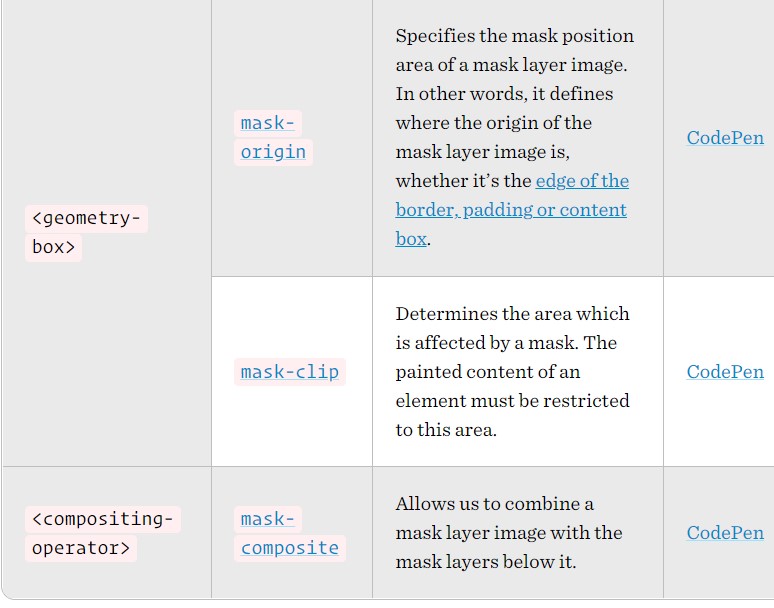 <geometry-
box>
mask-
origin
Specifies the mask position
area of a mask layer image.
In other words, it defines
where the origin of the
mask layer image is,
whether it’s the edge of the
border, padding or content
box.
CodePen
mask-clip
Determines the area which
is affected by a mask. The
painted content of an
element must be restricted
to this area.
CodePen
<compositing-
operator>
mask-
composite
Allows us to combine a
mask layer image with the
mask layers below it.
CodePen